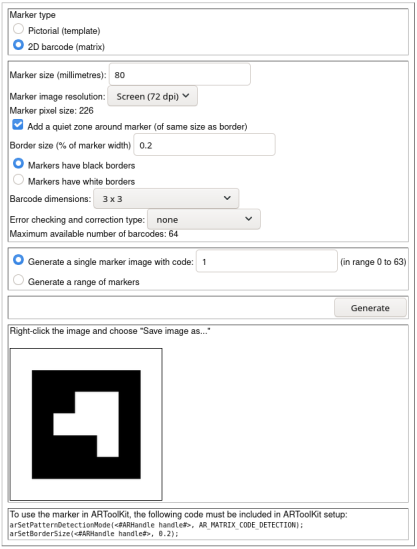 Marker type
Pictorial (template)
2D barcode (matrix)
Marker size (millimetres): 80
Marker image resolution: Screen (72 dpi)
Marker pixel size: 226
Add a quiet zone around marker (of same size as border)
Border size (% of marker width) 0.2
Markers have black borders
Markers have white borders
Barcode dimensions: 3 x 3
Error checking and correction type: none
Maximum available number of barcodes: 64
Generate a single marker image with code: 1 (in range 0 to 63)
Generate a range of markers
Generate
Right-click the image and choose "Save image as..."
To use the marker in ARToolKit, the following code must be included in ARToolKit setup:
arSetPatternDetectionMode(<#ARHandle handle#>, AR_MATRIX_CODE_DETECTION);
arSetBorderSize(<#ARHandle handle#>, 0.2);